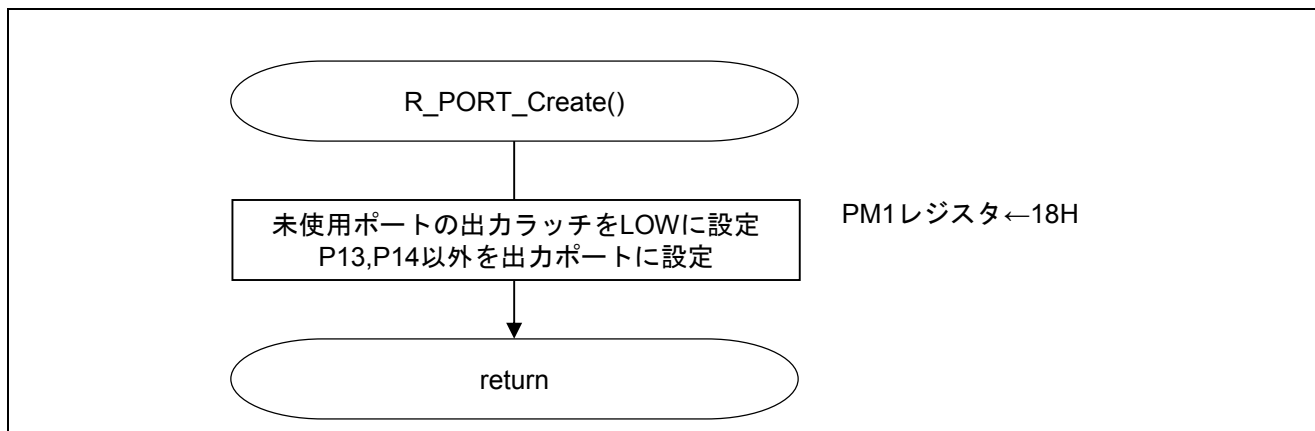 R_PORT_Create()
未使用ポートの出力ラッチをLOWに設定
P13,P14以外を出力ポートに設定
PM1レジスタ←18H
return